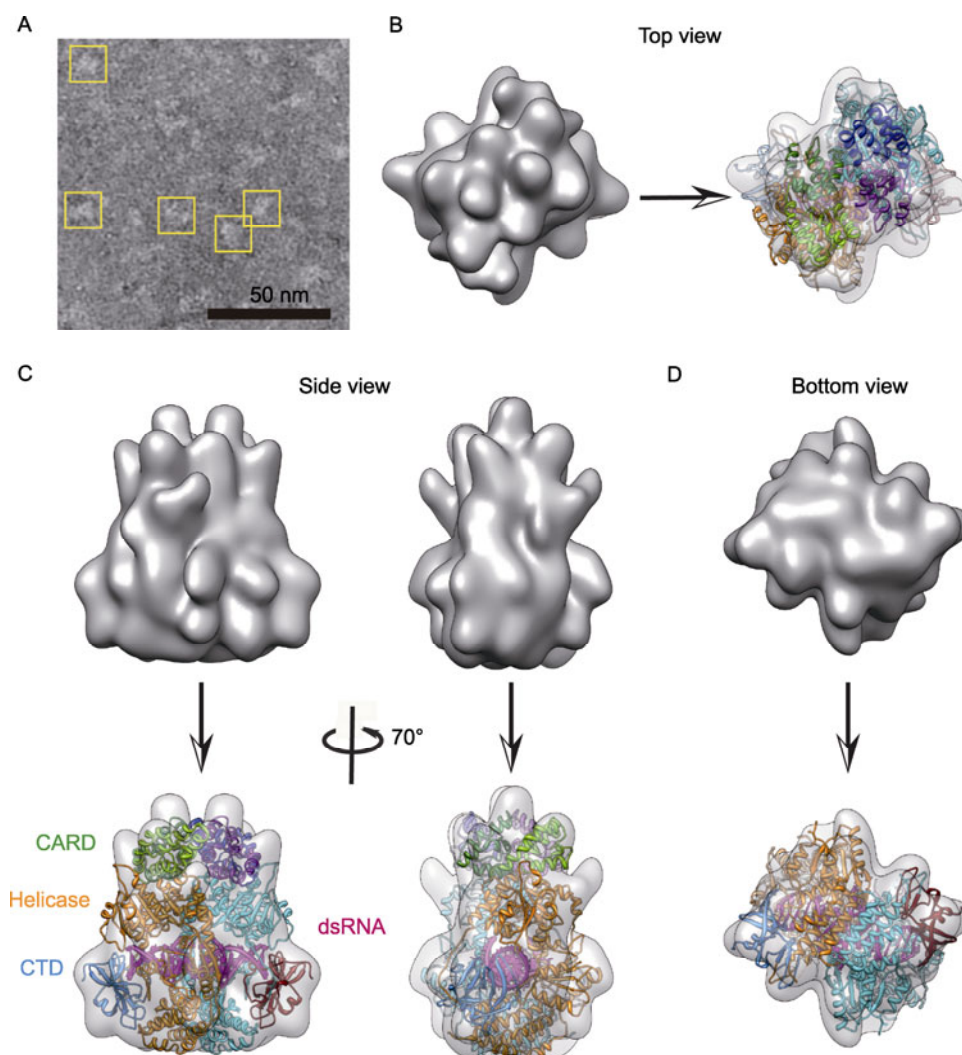 A
B
Top view
50 nm
C
Side view
D
Bottom view
70°
CARD
Helicase
dsRNA
CTD